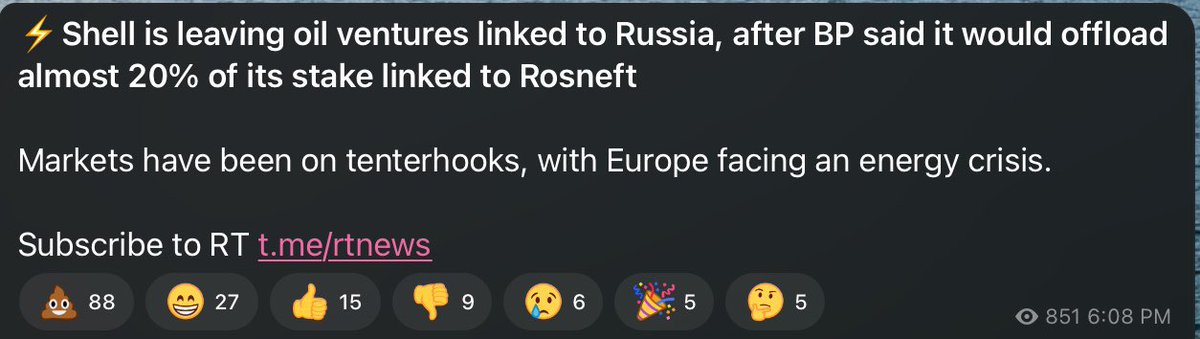 ⚡ Shell is leaving oil ventures linked to Russia, after BP said it would offload
almost 20% of its stake linked to Rosneft
Markets have been on tenterhooks, with Europe facing an energy crisis.
Subscribe to RT t.me/rtnews
💩 88 😁 27 👍 15 👎 9 😢 6 🎉 5 🤔 5
851 6:08 PM